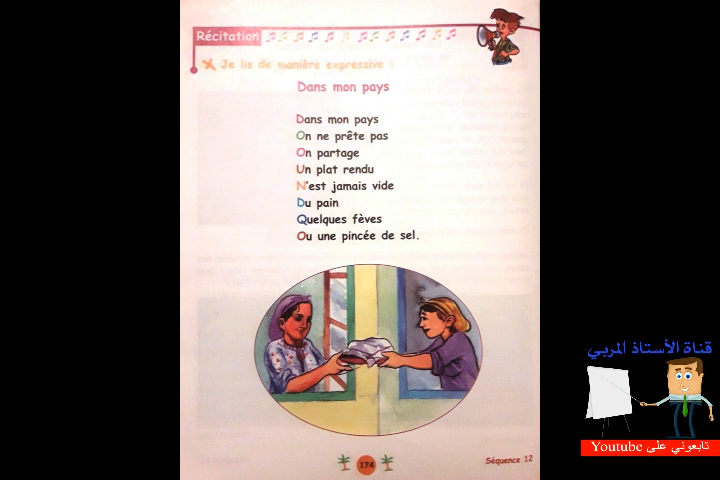 Récitation
Je lis de manière expressive :
Dans mon pays
Dans mon pays
On ne prête pas
On partage
Un plat rendu
N'est jamais vide
Du pain
Quelques fèves
Ou une pincée de sel.
174
Séquence 12
قناة الأستاذ المربي
تابعوني على Youtube